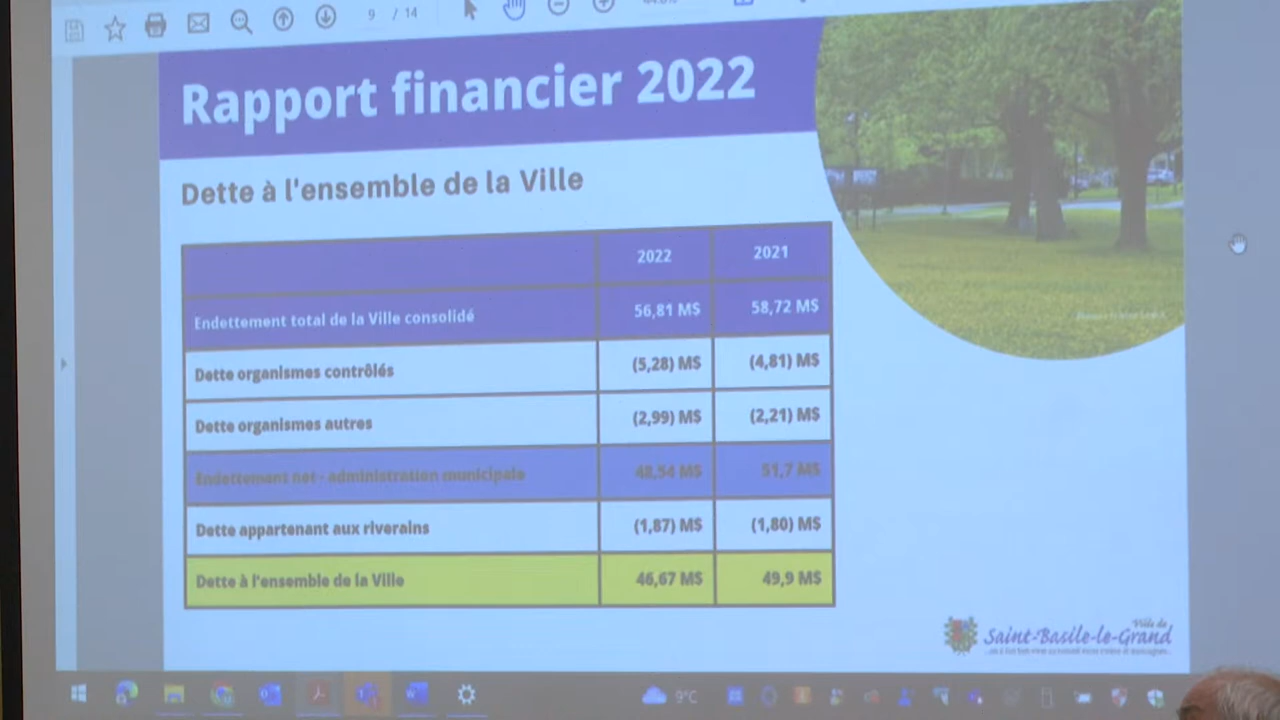 9 / 14
Rapport financier 2022
Dette à l'ensemble de la Ville
2022 2021
Endettement total de la Ville consolidé 56,81 M$ 58,72 M$
Dette organismes contrôlés (5,28) M$ (4,81) M$
Dette organismes autres (2,99) M$ (2,21) M$
Endettement net - administration municipale 48,54 M$ 51,7 M$
Dette appartenant aux riverains (1,87) M$ (1,80) M$
Dette à l'ensemble de la Ville 46,67 M$ 49,9 M$
Ville de
Saint-Basile-le-Grand
9°C